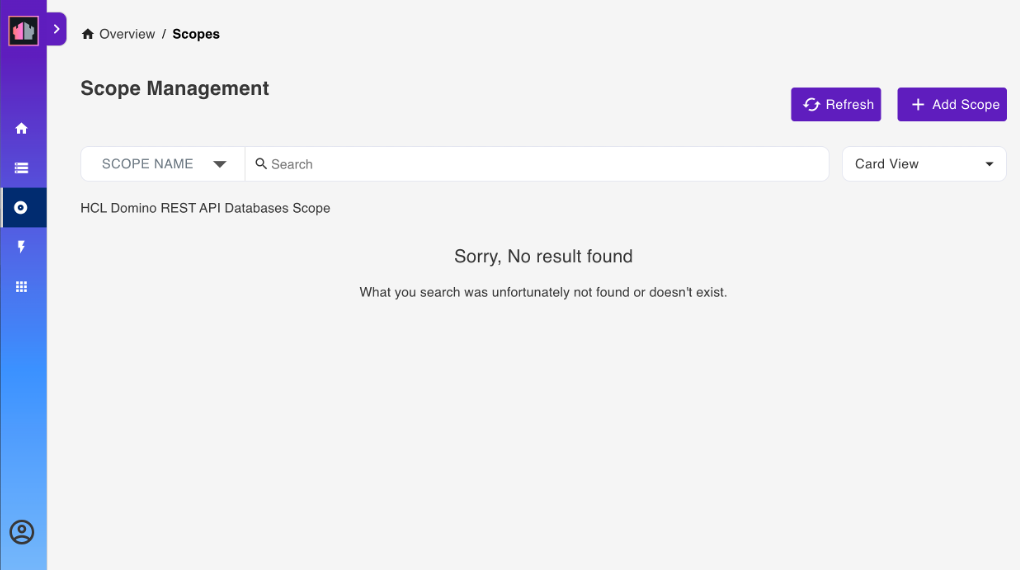 Overview / Scopes
Scope Management
Refresh
Add Scope
SCOPE NAME
Search
Card View
HCL Domino REST API Databases Scope
Sorry, No result found
What you search was unfortunately not found or doesn't exist.